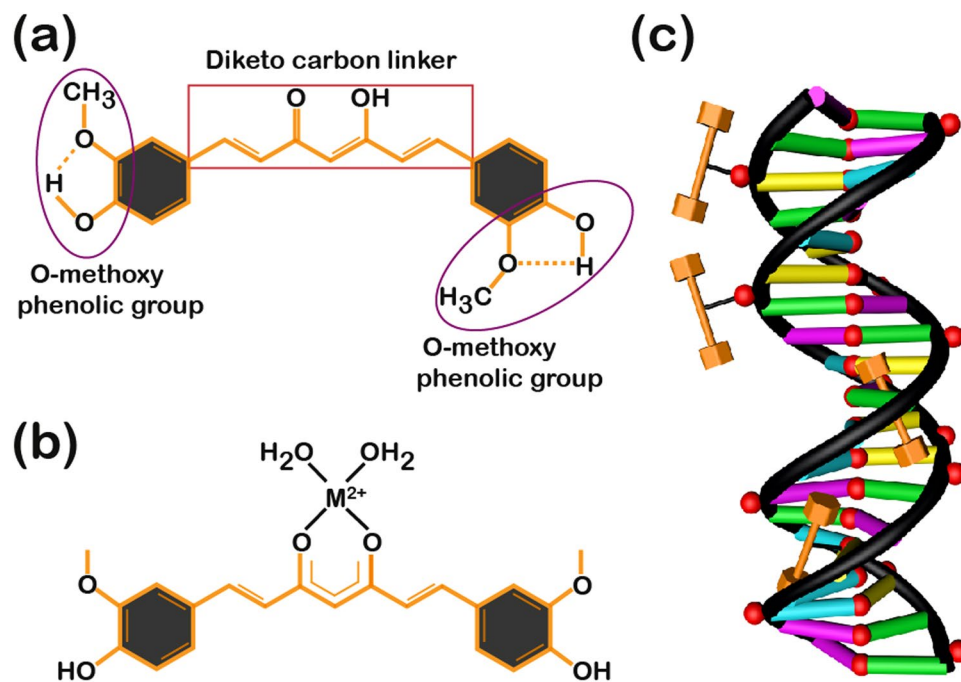 (a)
Diketo carbon linker
CH3
O
H
O
O
OH
O
H
O
H3C
O-methoxy
phenolic group
O-methoxy
phenolic group
(b)
H2O
OH2
M2+
O
O
O
O
HO
OH
(c)